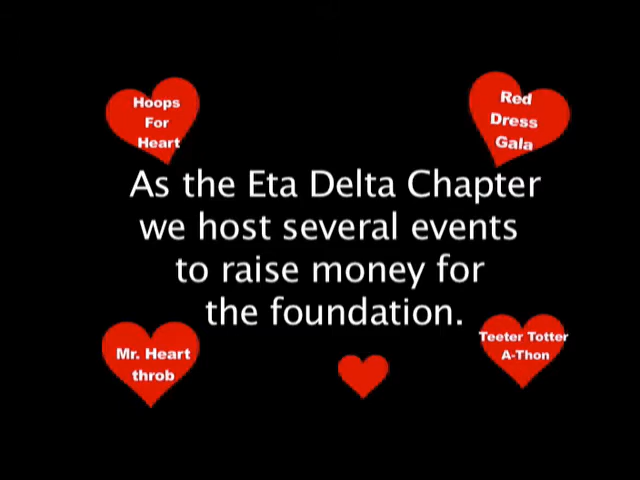 Hoops
For
Heart
Red
Dress
Gala
As the Eta Delta Chapter
we host several events
to raise money for
the foundation.
Mr. Heart
throb
Teeter Totter
A-Thon